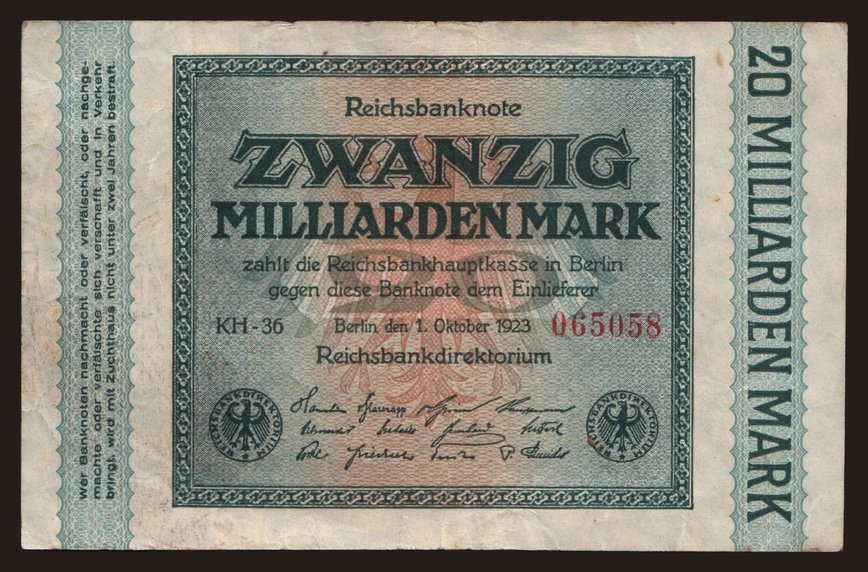 wer Banknoten nachmacht oder verfälscht, oder nachge-
machte oder verfälschte sich verschafft und in Verkehr
bringt, wird mit Zuchthaus nicht unter zwei Jahren bestraft
Reichsbanknote
ZWANZIG
MILLIARDEN MARK
zahlt die Reichsbankhauptkasse in Berlin
gegen diese Banknote dem Einlieferer
KH-36 Berlin, den 1. Oktober 1923 065058
Reichsbankdirektorium
REICHSBANKDIREKTORIUM
REICHSBANKDIREKTORIUM
20 MILLIARDEN MARK